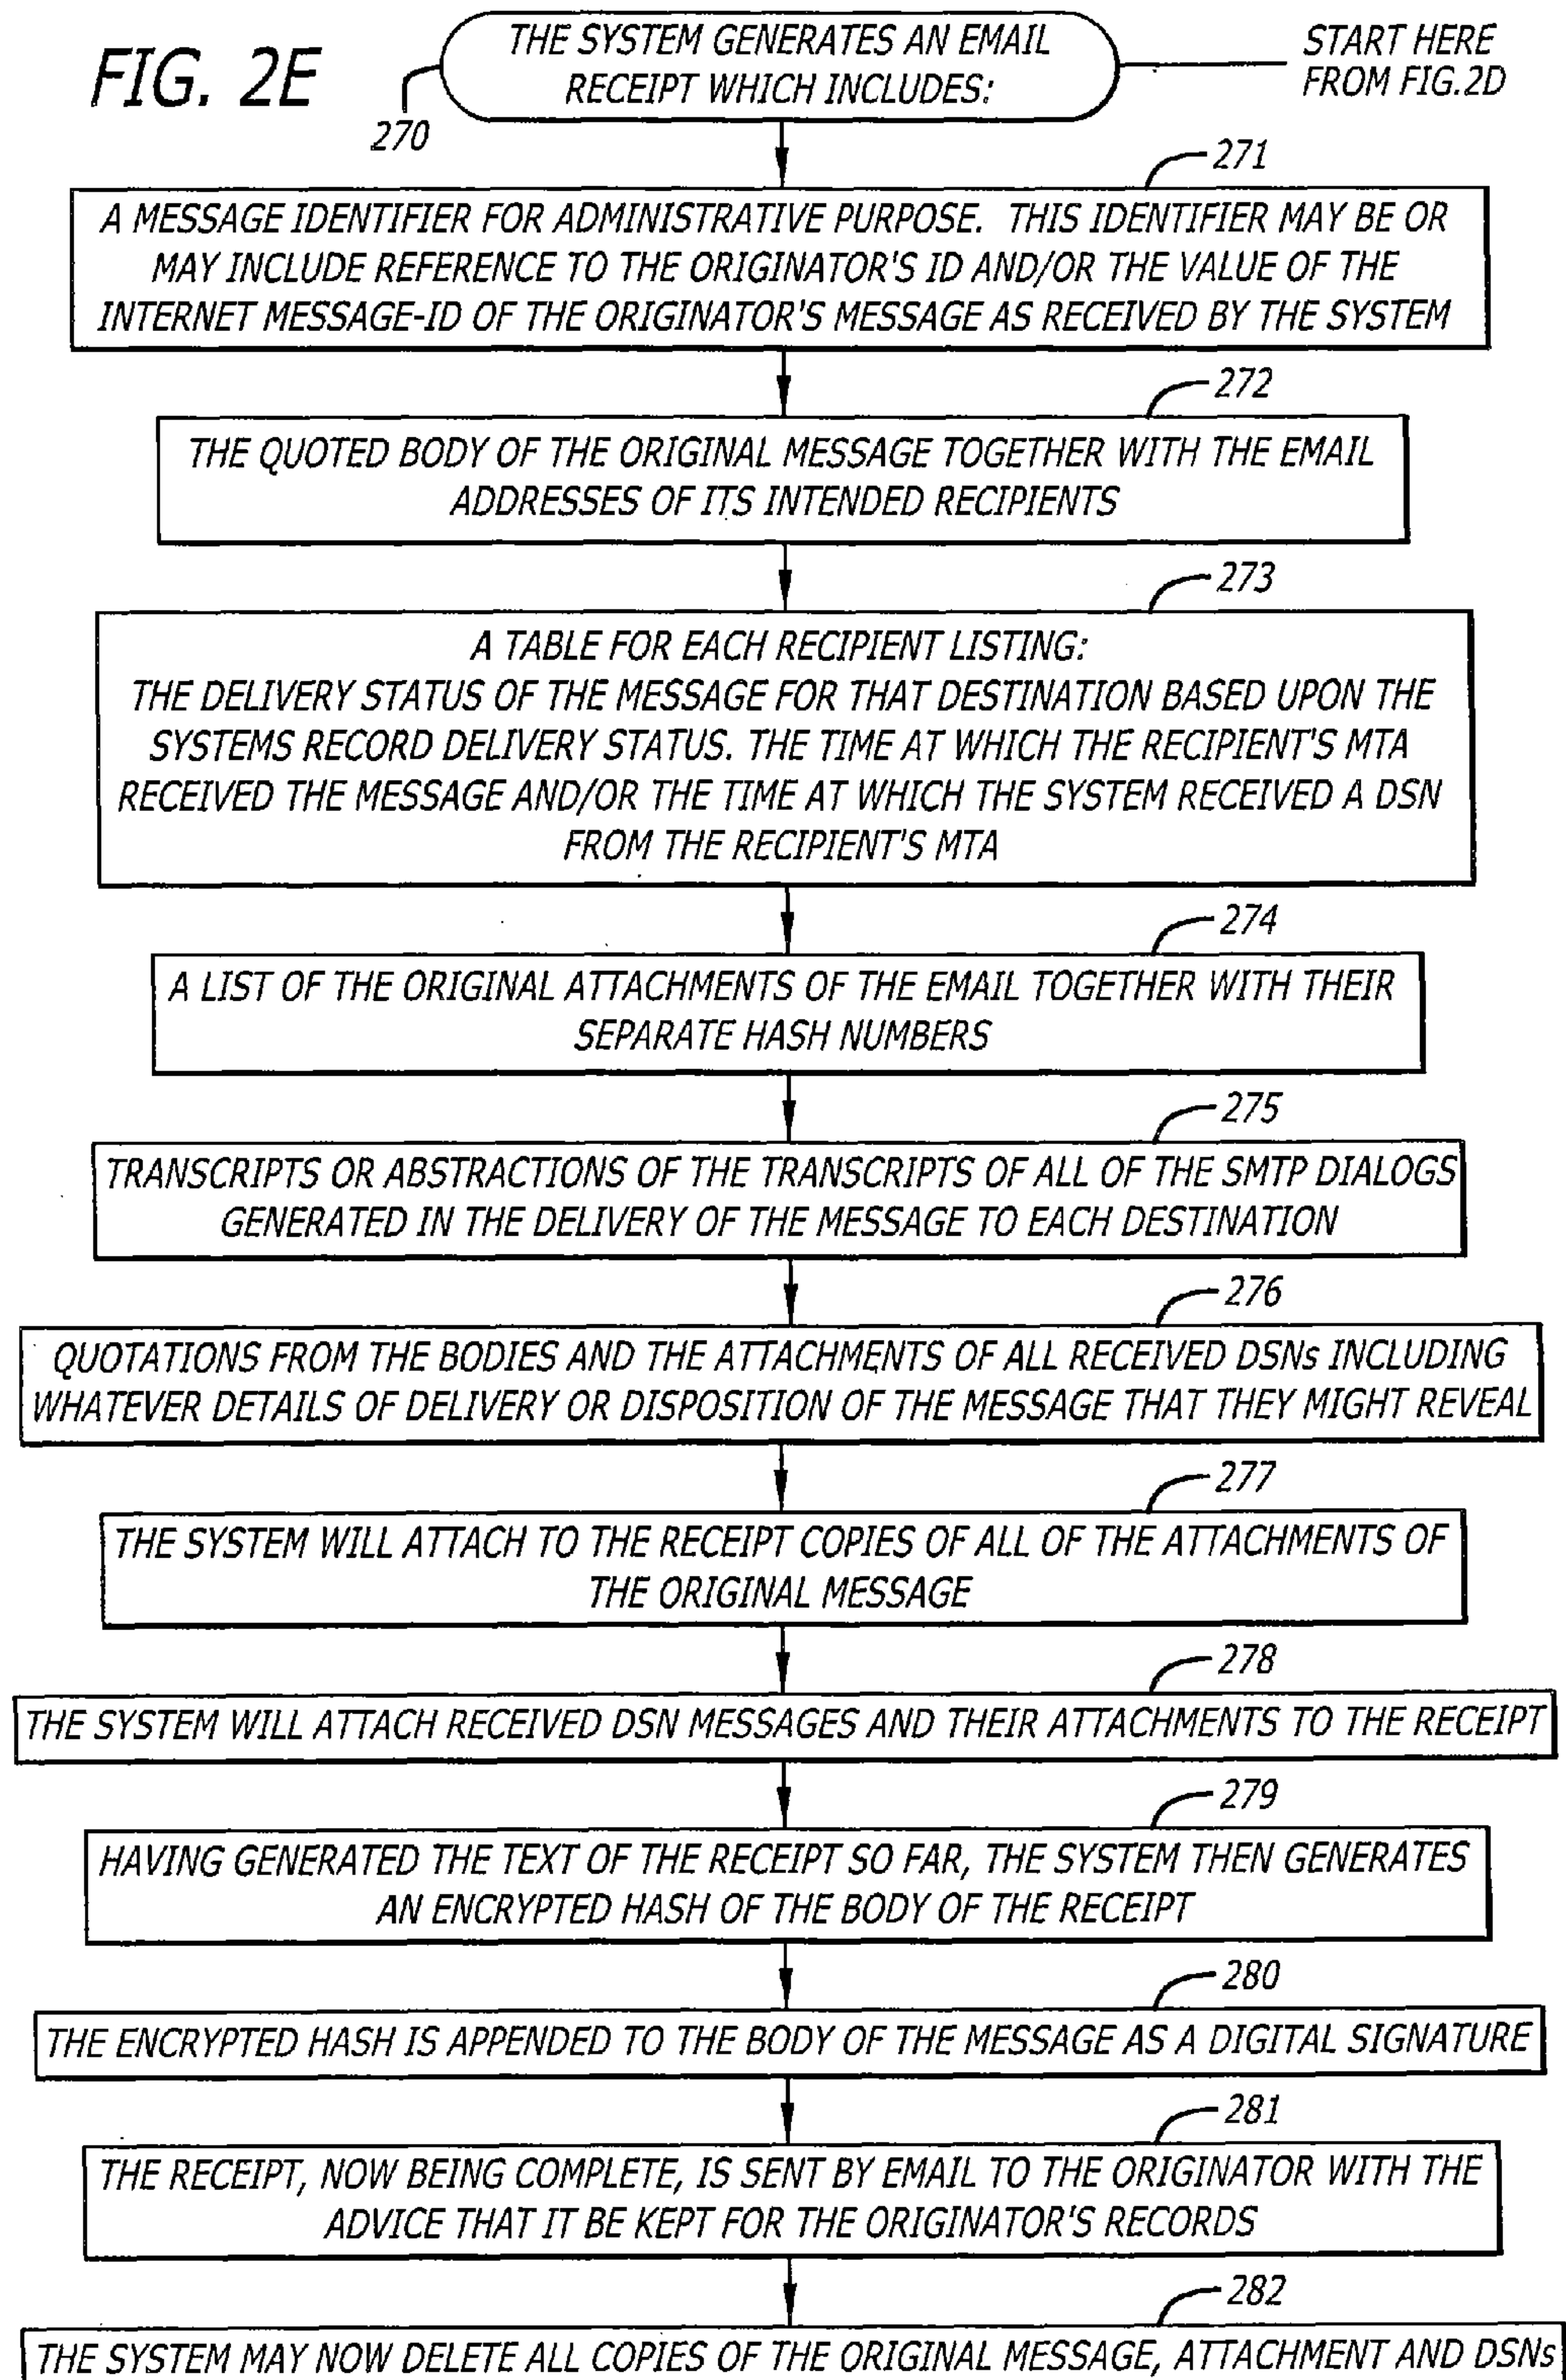 FIG. 2E
THE SYSTEM GENERATES AN EMAIL
RECEIPT WHICH INCLUDES:
START HERE
FROM FIG.2D
270
271
A MESSAGE IDENTIFIER FOR ADMINISTRATIVE PURPOSE. THIS IDENTIFIER MAY BE OR
MAY INCLUDE REFERENCE TO THE ORIGINATOR'S ID AND/OR THE VALUE OF THE
INTERNET MESSAGE-ID OF THE ORIGINATOR'S MESSAGE AS RECEIVED BY THE SYSTEM
272
THE QUOTED BODY OF THE ORIGINAL MESSAGE TOGETHER WITH THE EMAIL
ADDRESSES OF ITS INTENDED RECIPIENTS
273
A TABLE FOR EACH RECIPIENT LISTING:
THE DELIVERY STATUS OF THE MESSAGE FOR THAT DESTINATION BASED UPON THE
SYSTEMS RECORD DELIVERY STATUS. THE TIME AT WHICH THE RECIPIENT'S MTA
RECEIVED THE MESSAGE AND/OR THE TIME AT WHICH THE SYSTEM RECEIVED A DSN
FROM THE RECIPIENT'S MTA
274
A LIST OF THE ORIGINAL ATTACHMENTS OF THE EMAIL TOGETHER WITH THEIR
SEPARATE HASH NUMBERS
275
TRANSCRIPTS OR ABSTRACTIONS OF THE TRANSCRIPTS OF ALL OF THE SMTP DIALOGS
GENERATED IN THE DELIVERY OF THE MESSAGE TO EACH DESTINATION
276
QUOTATIONS FROM THE BODIES AND THE ATTACHMENTS OF ALL RECEIVED DSNs INCLUDING
WHATEVER DETAILS OF DELIVERY OR DISPOSITION OF THE MESSAGE THAT THEY MIGHT REVEAL
277
THE SYSTEM WILL ATTACH TO THE RECEIPT COPIES OF ALL OF THE ATTACHMENTS OF
THE ORIGINAL MESSAGE
278
THE SYSTEM WILL ATTACH RECEIVED DSN MESSAGES AND THEIR ATTACHMENTS TO THE RECEIPT
279
HAVING GENERATED THE TEXT OF THE RECEIPT SO FAR, THE SYSTEM THEN GENERATES
AN ENCRYPTED HASH OF THE BODY OF THE RECEIPT
280
THE ENCRYPTED HASH IS APPENDED TO THE BODY OF THE MESSAGE AS A DIGITAL SIGNATURE
281
THE RECEIPT, NOW BEING COMPLETE, IS SENT BY EMAIL TO THE ORIGINATOR WITH THE
ADVICE THAT IT BE KEPT FOR THE ORIGINATOR'S RECORDS
282
THE SYSTEM MAY NOW DELETE ALL COPIES OF THE ORIGINAL MESSAGE, ATTACHMENT AND DSNs